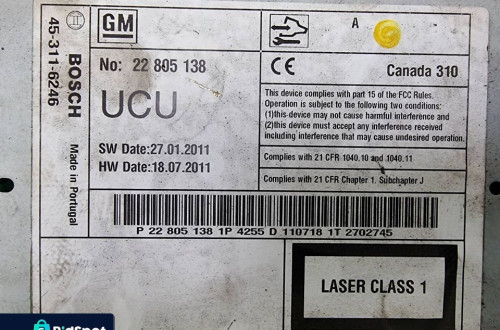 GM
A
BOSCH
45-311-6246
Made in Portugal
No: 22 805 138
UCU
SW Date:27.01.2011
HW Date:18.07.2011
CE
Canada 310
This device complies with part 15 of the FCC Rules.
Operation is subject to the following two conditions:
(1)this may not cause harmful interference and
(2)this device must accept any interference received
including interference that may cause undesired operation.
Complies with 21 CFR 1040.10 and 1040.11
Complies with 21 CFR Chapter 1. Subchapter J
P 22 805 138 1P 4255 D 110718 1T 2702745
LASER CLASS 1
BidSpot